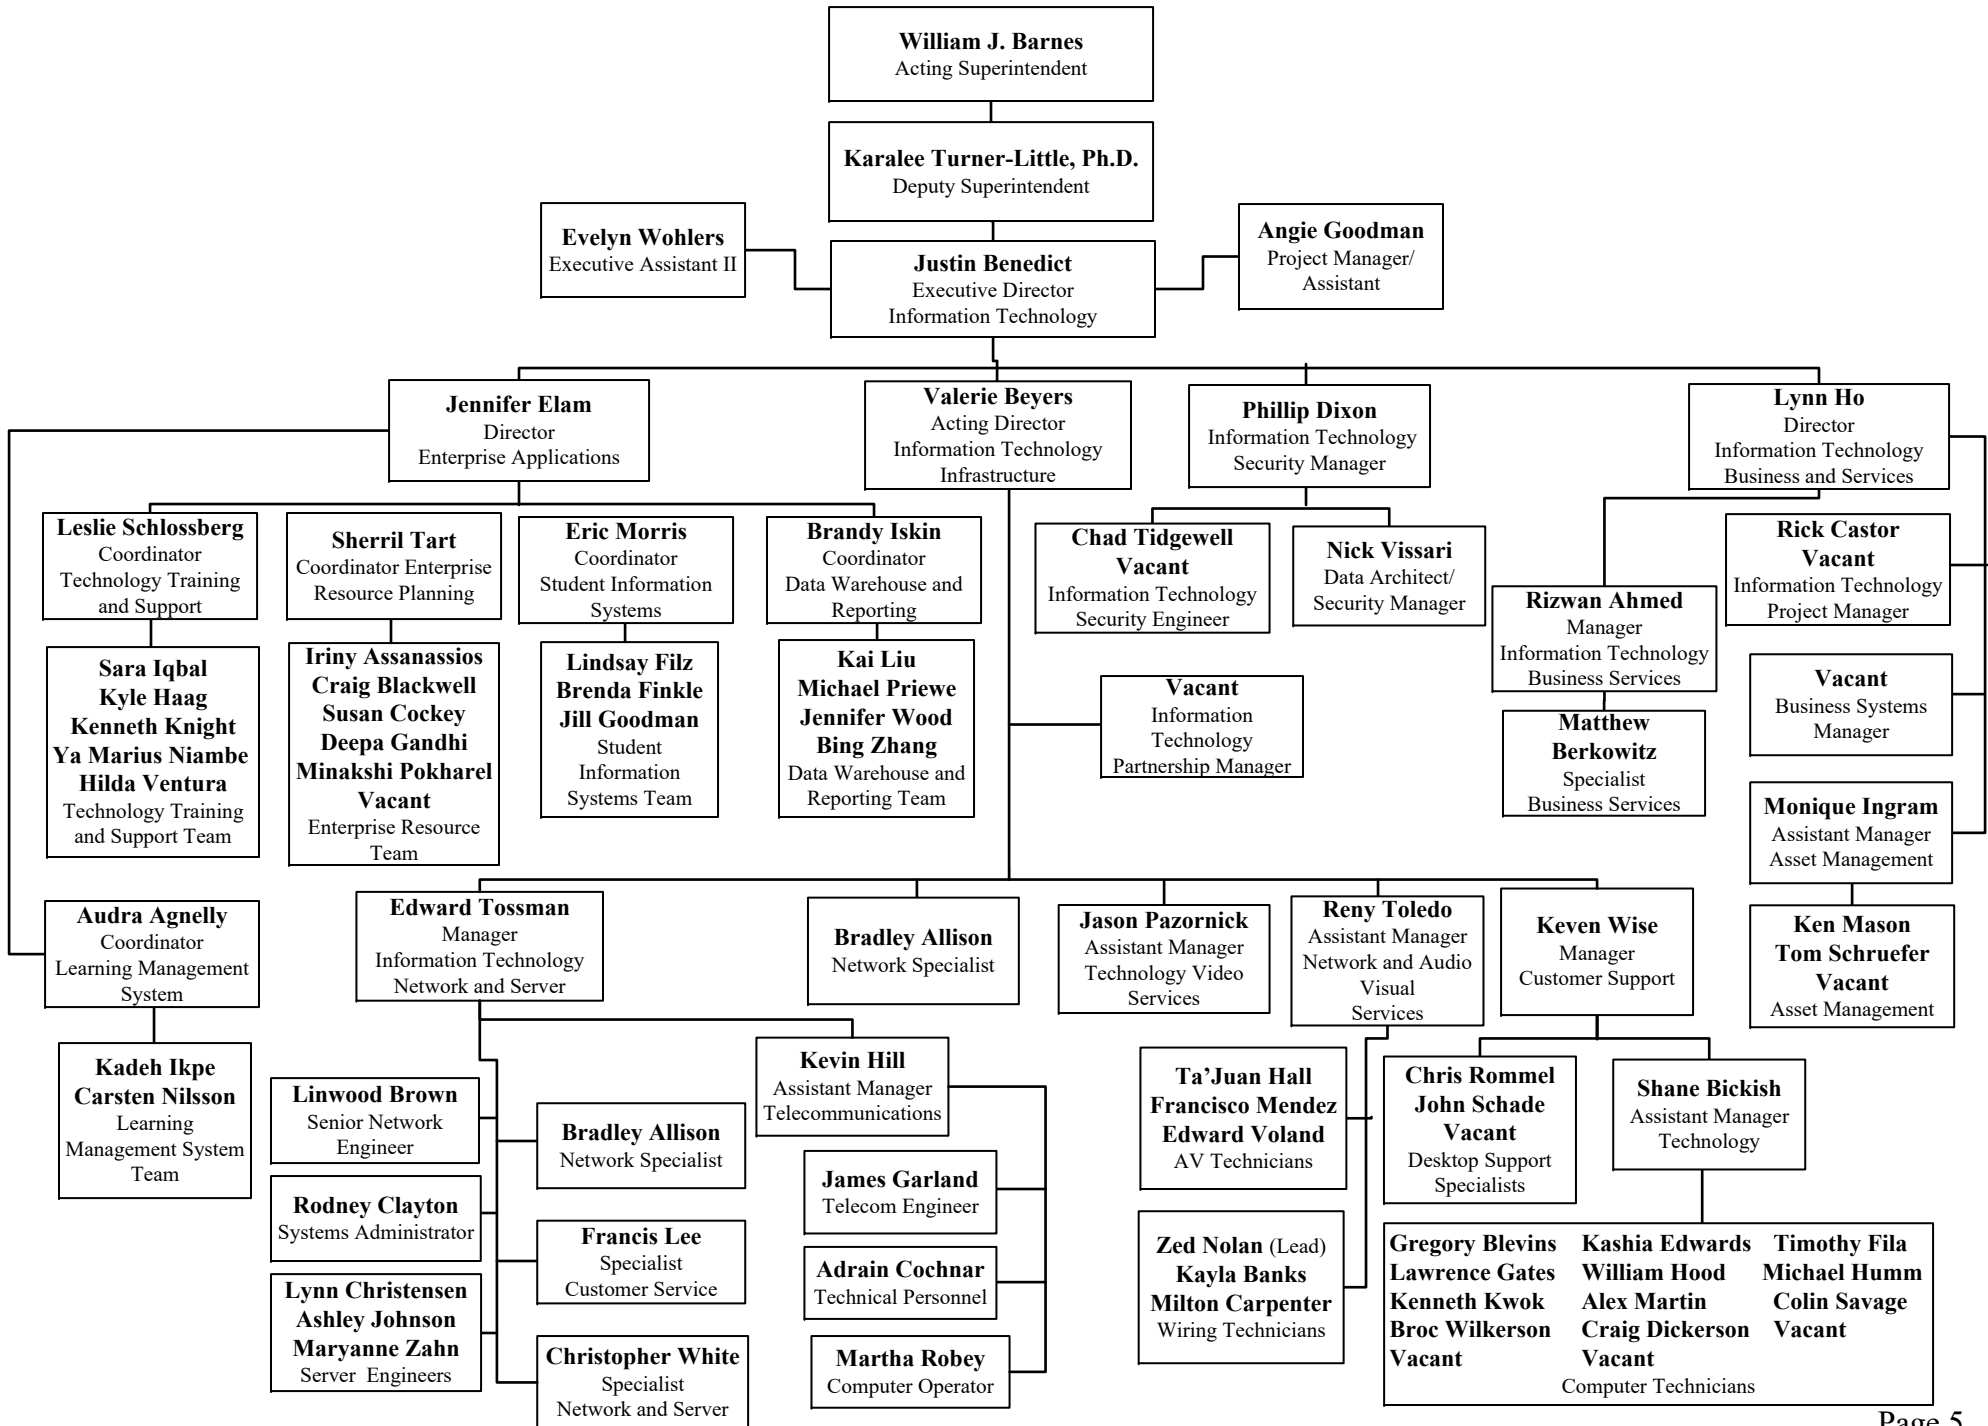 William J. Barnes
Acting Superintendent
Karalee Turner-Little, Ph.D.
Deputy Superintendent
Evelyn Wohlers
Executive Assistant II
Justin Benedict
Executive Director
Information Technology
Angie Goodman
Project Manager/
Assistant
Jennifer Elam
Director
Enterprise Applications
Valerie Beyers
Acting Director
Information Technology
Infrastructure
Phillip Dixon
Information Technology
Security Manager
Lynn Ho
Director
Information Technology
Business and Services
Leslie Schlossberg
Coordinator
Technology Training
and Support
Sherril Tart
Coordinator Enterprise
Resource Planning
Eric Morris
Coordinator
Student Information
Systems
Brandy Iskin
Coordinator
Data Warehouse and
Reporting
Chad Tidgewell
Vacant
Information Technology
Security Engineer
Nick Vissari
Data Architect/
Security Manager
Rizwan Ahmed
Manager
Information Technology
Business Services
Rick Castor
Vacant
Information Technology
Project Manager
Sara Iqbal
Kyle Haag
Kenneth Knight
Ya Marius Niambe
Hilda Ventura
Technology Training
and Support Team
Iriny Assanassios
Craig Blackwell
Susan Cockey
Deepa Gandhi
Minakshi Pokharel
Vacant
Enterprise Resource
Team
Lindsay Filz
Brenda Finkle
Jill Goodman
Student
Information
Systems Team
Kai Liu
Michael Priewe
Jennifer Wood
Bing Zhang
Data Warehouse and
Reporting Team
Vacant
Information
Technology
Partnership Manager
Matthew
Berkowitz
Specialist
Business Services
Vacant
Business Systems
Manager
Monique Ingram
Assistant Manager
Asset Management
Audra Agnelly
Coordinator
Learning Management
System
Edward Tossman
Manager
Information Technology
Network and Server
Bradley Allison
Network Specialist
Jason Pazornick
Assistant Manager
Technology Video
Services
Reny Toledo
Assistant Manager
Network and Audio
Visual
Services
Keven Wise
Manager
Customer Support
Ken Mason
Tom Schruefer
Vacant
Asset Management
Kadeh Ikpe
Carsten Nilsson
Learning
Management System
Team
Linwood Brown
Senior Network
Engineer
Bradley Allison
Network Specialist
Kevin Hill
Assistant Manager
Telecommunications
Ta’Juan Hall
Francisco Mendez
Edward Voland
AV Technicians
Chris Rommel
John Schade
Vacant
Desktop Support
Specialists
Shane Bickish
Assistant Manager
Technology
Rodney Clayton
Systems Administrator
Francis Lee
Specialist
Customer Service
James Garland
Telecom Engineer
Adrain Cochnar
Technical Personnel
Zed Nolan (Lead)
Kayla Banks
Milton Carpenter
Wiring Technicians
Lynn Christensen
Ashley Johnson
Maryanne Zahn
Server Engineers
Christopher White
Specialist
Network and Server
Martha Robey
Computer Operator
Gregory Blevins Kashia Edwards Timothy Fila
Lawrence Gates William Hood Michael Humm
Kenneth Kwok Alex Martin Colin Savage
Broc Wilkerson Craig Dickerson Vacant
Vacant Vacant
Computer Technicians
Page 5